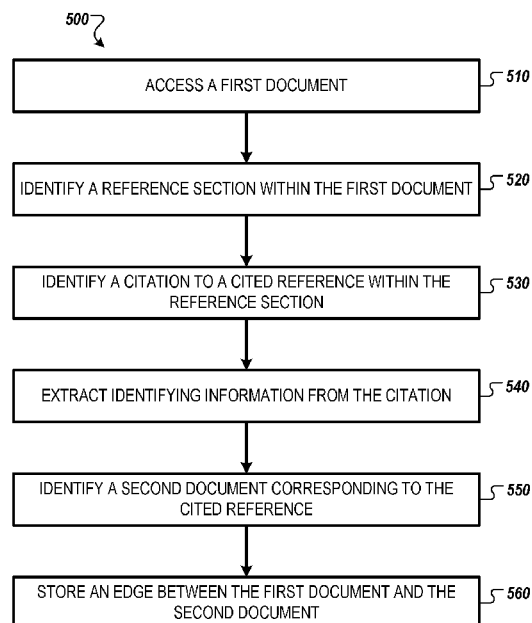 500
ACCESS A FIRST DOCUMENT
510
IDENTIFY A REFERENCE SECTION WITHIN THE FIRST DOCUMENT
520
IDENTIFY A CITATION TO A CITED REFERENCE WITHIN THE
REFERENCE SECTION
530
EXTRACT IDENTIFYING INFORMATION FROM THE CITATION
540
IDENTIFY A SECOND DOCUMENT CORRESPONDING TO THE
CITED REFERENCE
550
STORE AN EDGE BETWEEN THE FIRST DOCUMENT AND THE
SECOND DOCUMENT
560